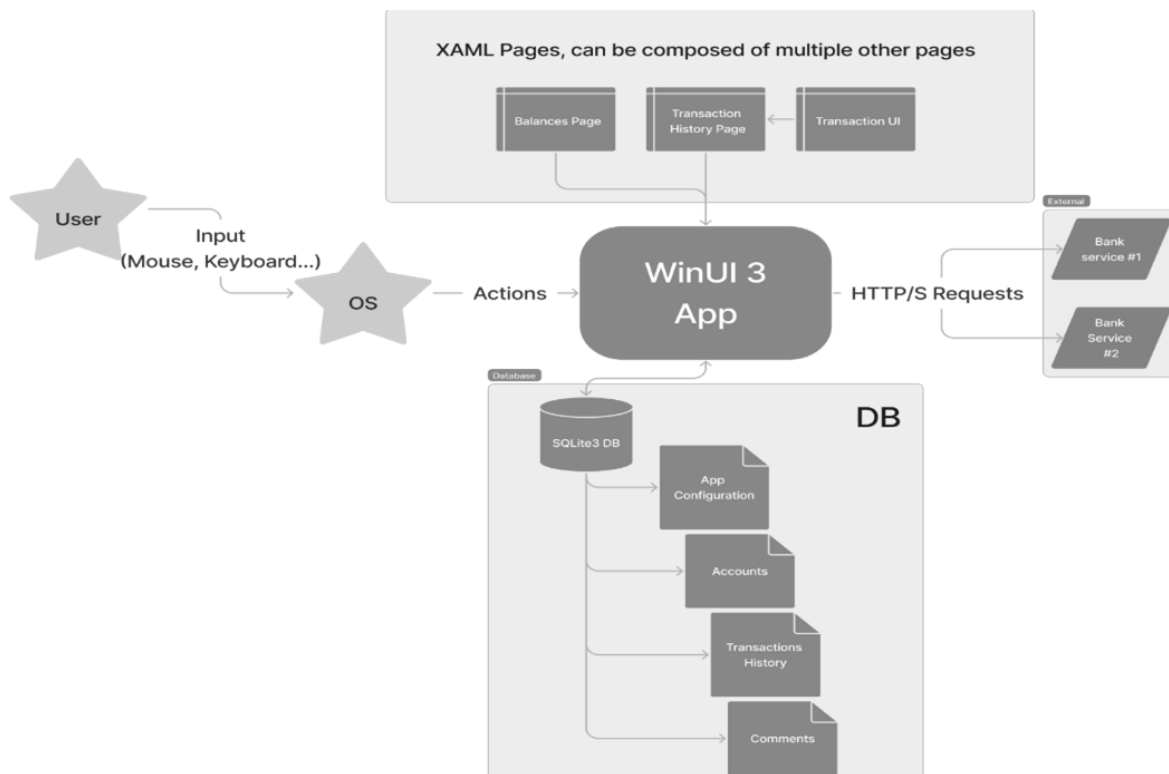 XAML Pages, can be composed of multiple other pages
Balances Page
Transaction
History Page
Transaction UI
User
Input
(Mouse, Keyboard...)
OS
Actions
WinUI 3
App
HTTP/S Requests
External
Bank
service #1
Bank
Service
#2
Database
DB
SQLite3 DB
App
Configuration
Accounts
Transactions
History
Comments